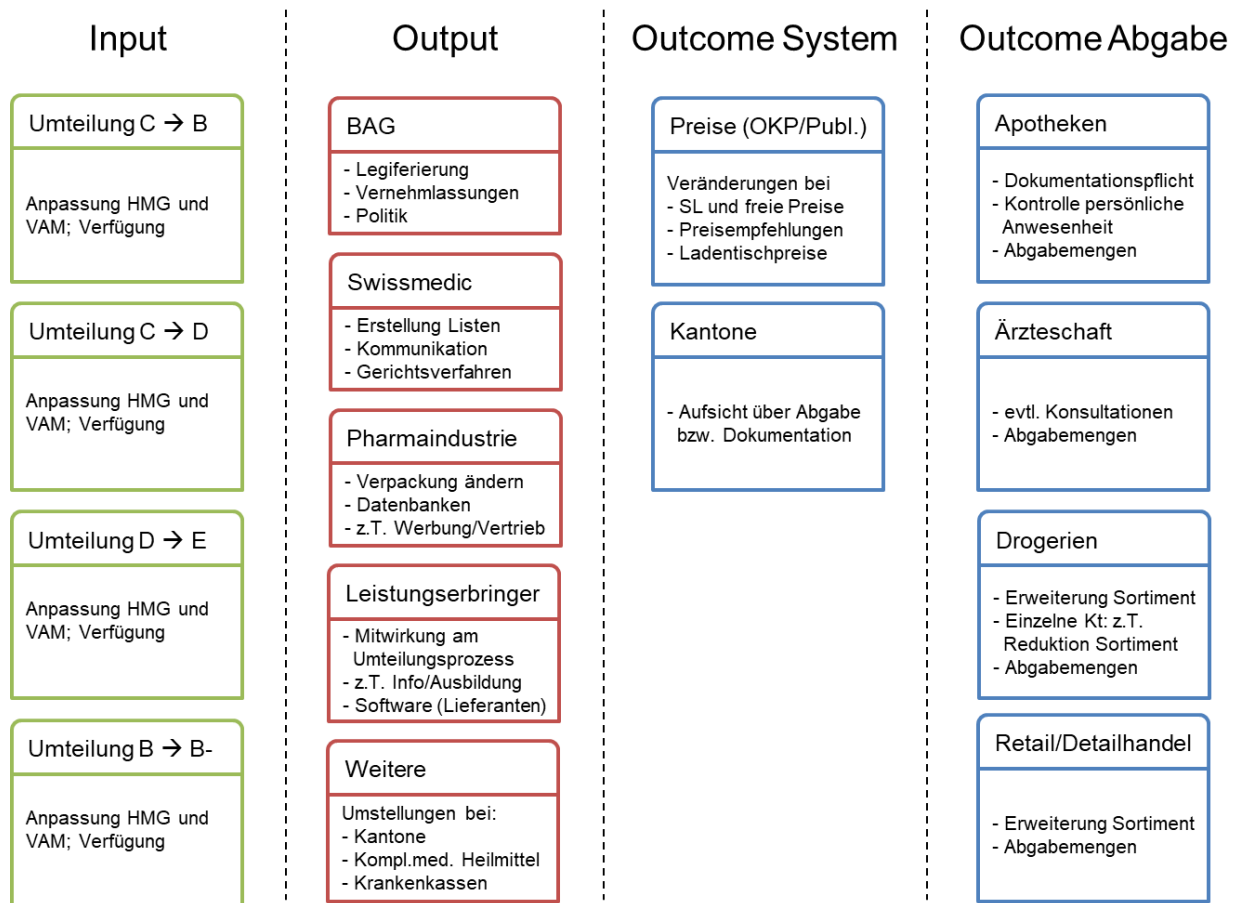 Input
Umteilung C → B
Anpassung HMG und
VAM; Verfügung
Umteilung C → D
Anpassung HMG und
VAM; Verfügung
Umteilung D → E
Anpassung HMG und
VAM; Verfügung
Umteilung B → B-
Anpassung HMG und
VAM; Verfügung
Output
BAG
- Legiferierung
- Vernehmlassungen
- Politik
Swissmedic
- Erstellung Listen
- Kommunikation
- Gerichtsverfahren
Pharmaindustrie
- Verpackung ändern
- Datenbanken
- z.T. Werbung/Vertrieb
Leistungserbringer
- Mitwirkung am
Umteilungsprozess
- z.T. Info/Ausbildung
- Software (Lieferanten)
Weitere
Umstellungen bei:
- Kantone
- Kompl.med. Heilmittel
- Krankenkassen
Outcome System
Preise (OKP/Publ.)
Veränderungen bei
- SL und freie Preise
- Preisempfehlungen
- Ladentischpreise
Kantone
- Aufsicht über Abgabe
bzw. Dokumentation
Outcome Abgabe
Apotheken
- Dokumentationspflicht
- Kontrolle persönliche
Anwesenheit
- Abgabemengen
Ärzteschaft
- evtl. Konsultationen
- Abgabemengen
Drogerien
- Erweiterung Sortiment
- Einzelne Kt: z.T.
Reduktion Sortiment
- Abgabemengen
Retail/Detailhandel
- Erweiterung Sortiment
- Abgabemengen